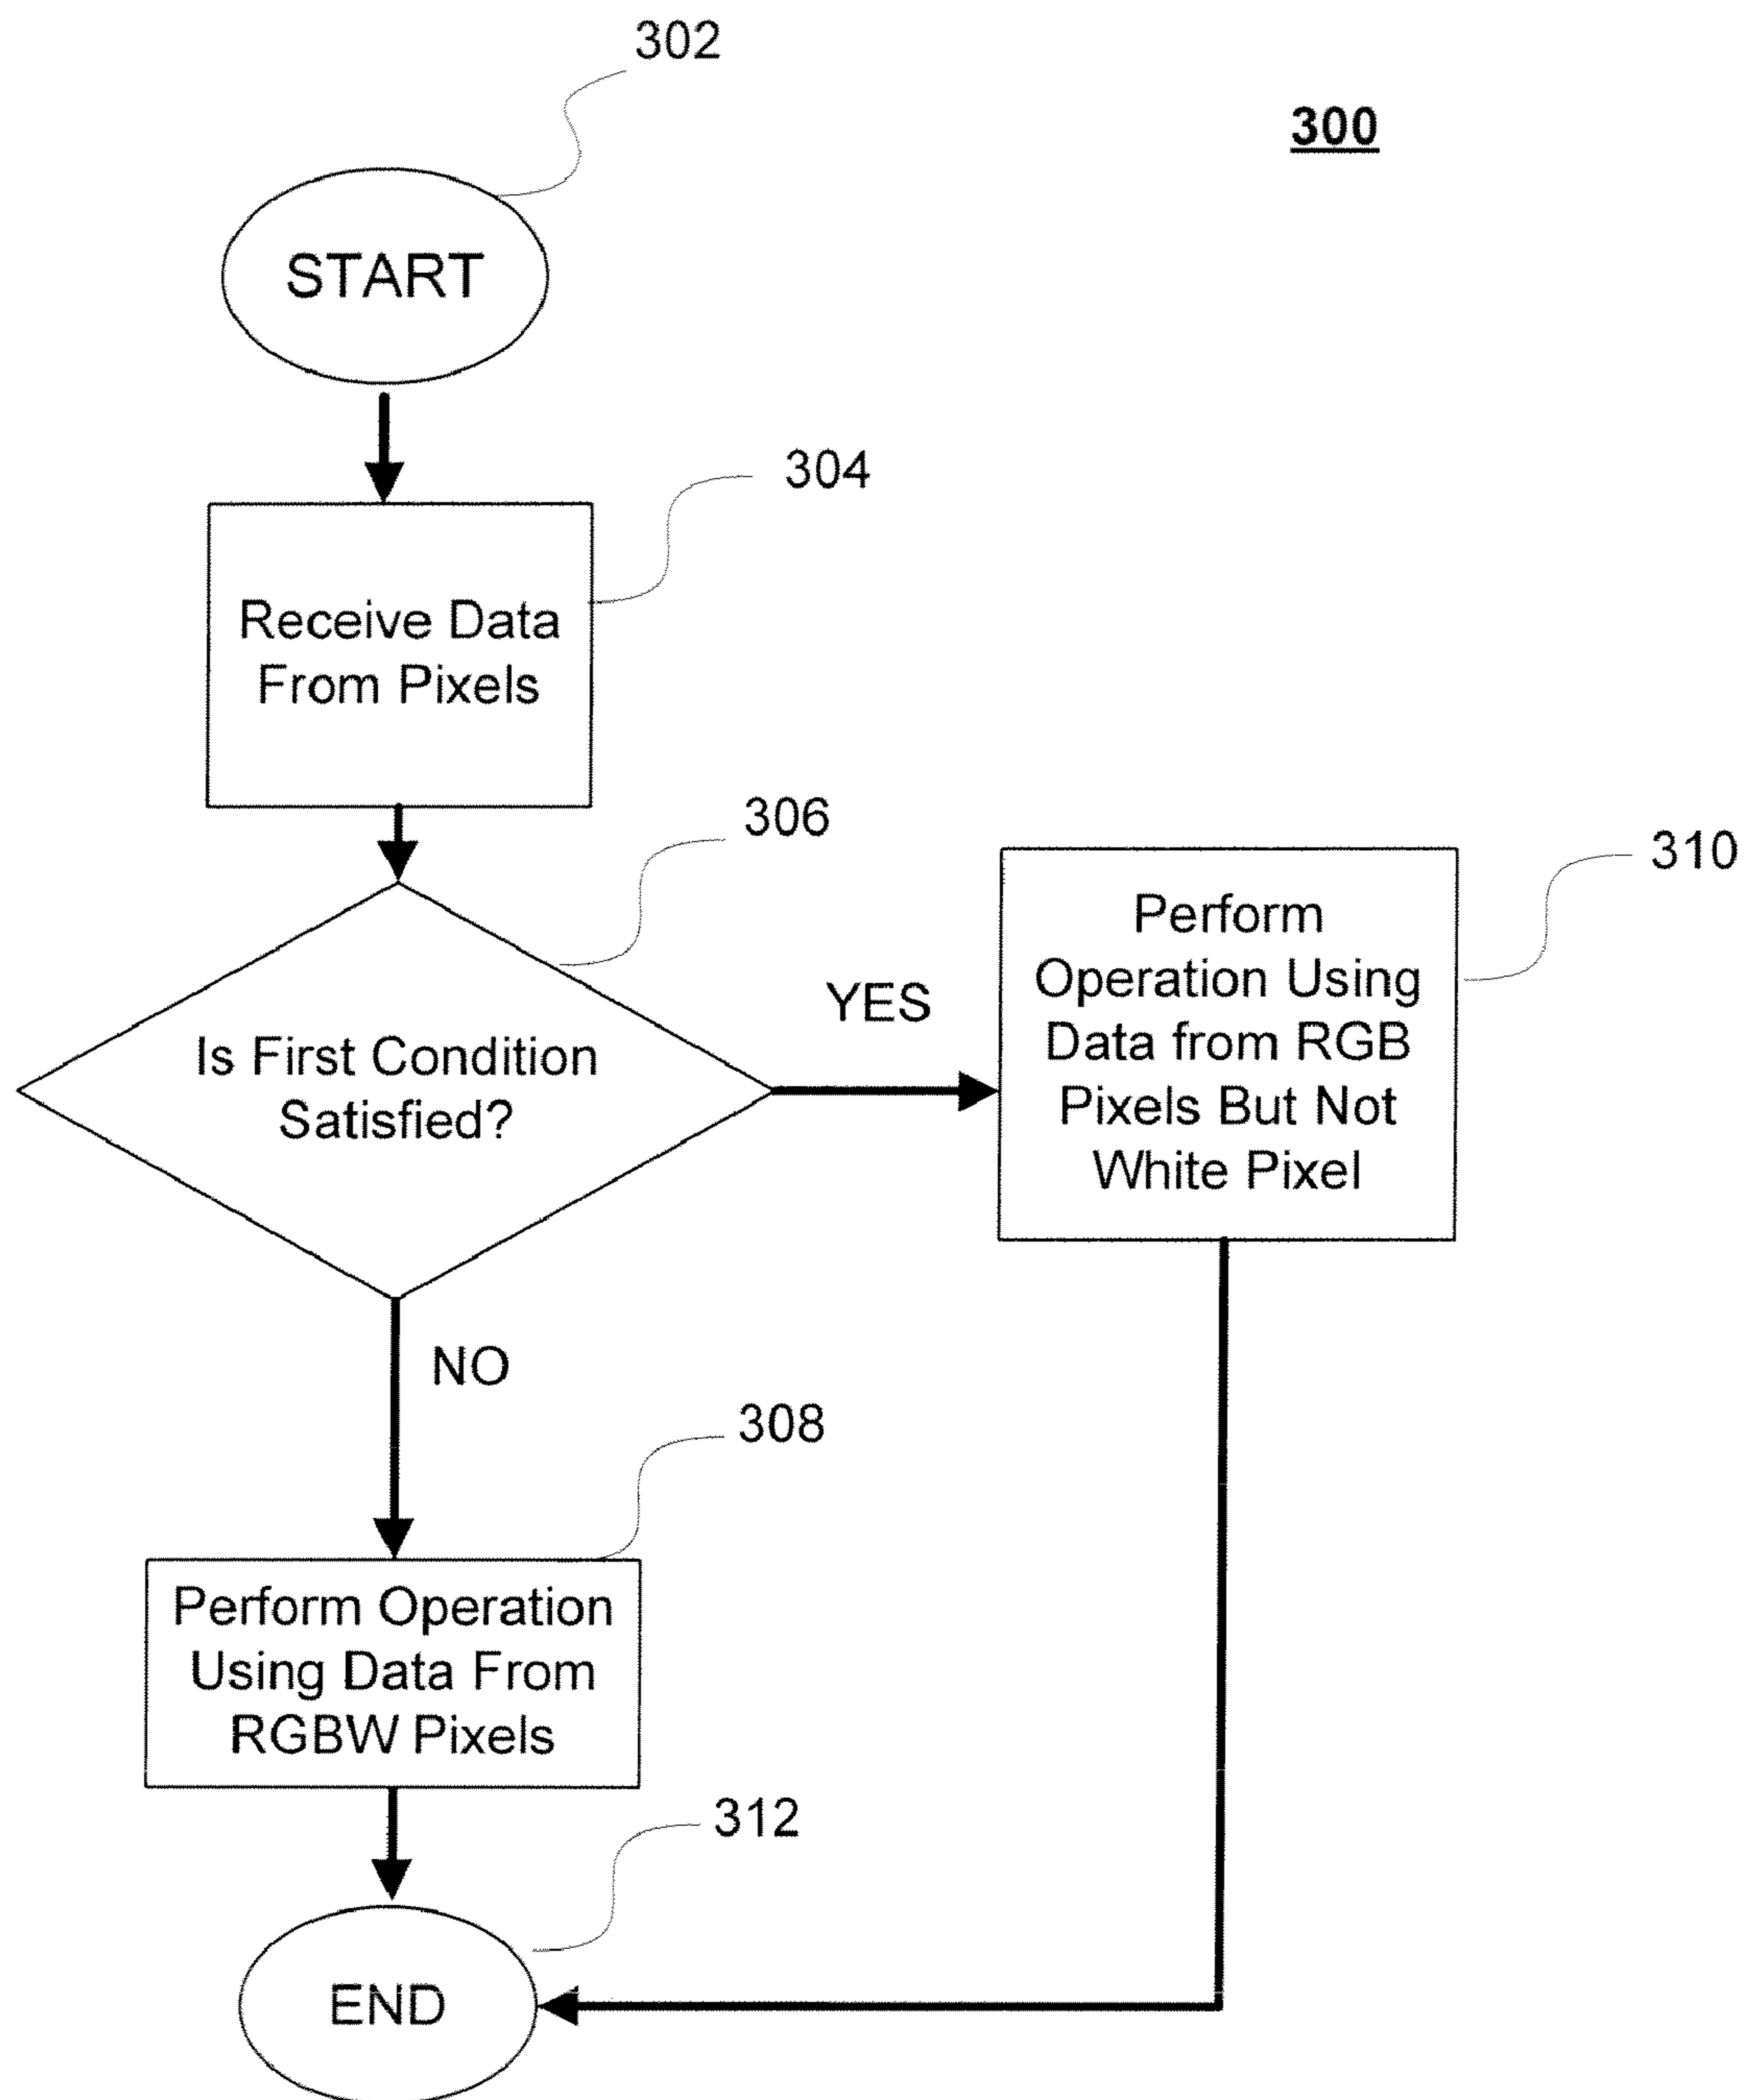 302
300
START
304
Receive Data
From Pixels
306
310
Perform
Operation Using
Data from RGB
Pixels But Not
White Pixel
YES
Is First Condition
Satisfied?
NO
308
Perform Operation
Using Data From
RGBW Pixels
312
END